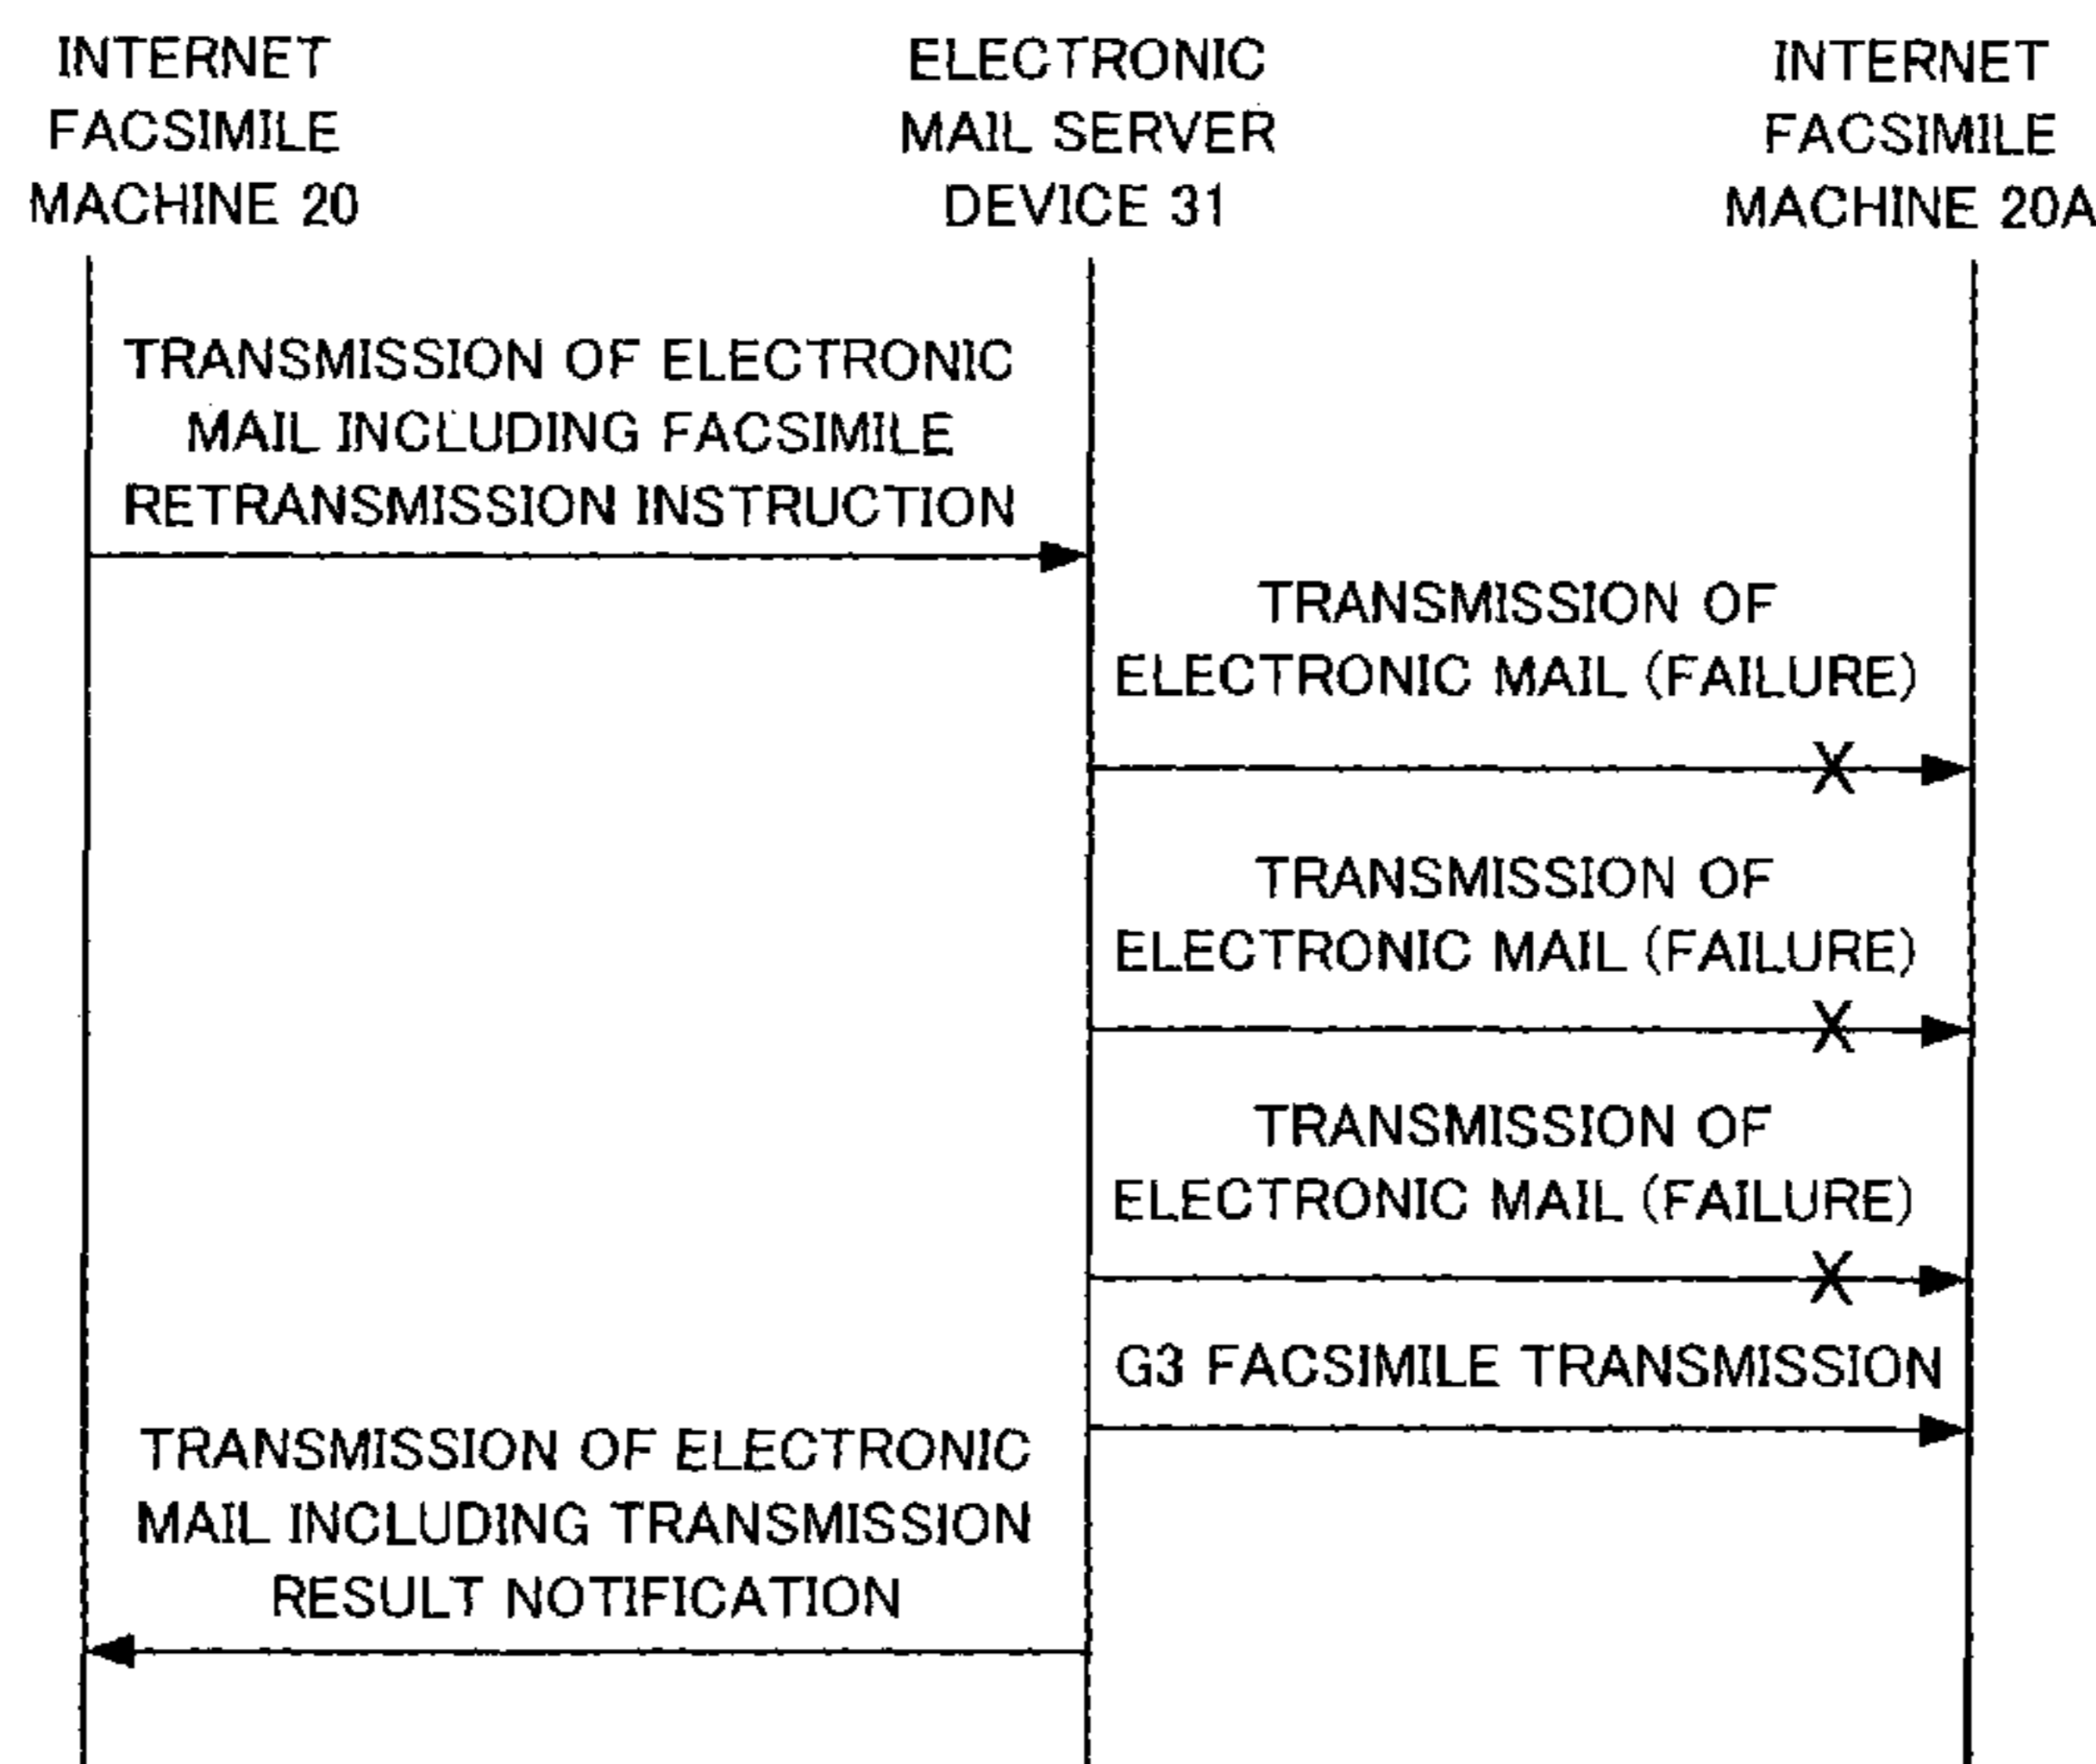 INTERNET
FACSIMILE
MACHINE 20
ELECTRONIC
MAIL SERVER
DEVICE 31
INTERNET
FACSIMILE
MACHINE 20A
TRANSMISSION OF ELECTRONIC
MAIL INCLUDING FACSIMILE
RETRANSMISSION INSTRUCTION
TRANSMISSION OF
ELECTRONIC MAIL (FAILURE)
X
TRANSMISSION OF
ELECTRONIC MAIL (FAILURE)
X
TRANSMISSION OF
ELECTRONIC MAIL (FAILURE)
X
G3 FACSIMILE TRANSMISSION
TRANSMISSION OF ELECTRONIC
MAIL INCLUDING TRANSMISSION
RESULT NOTIFICATION